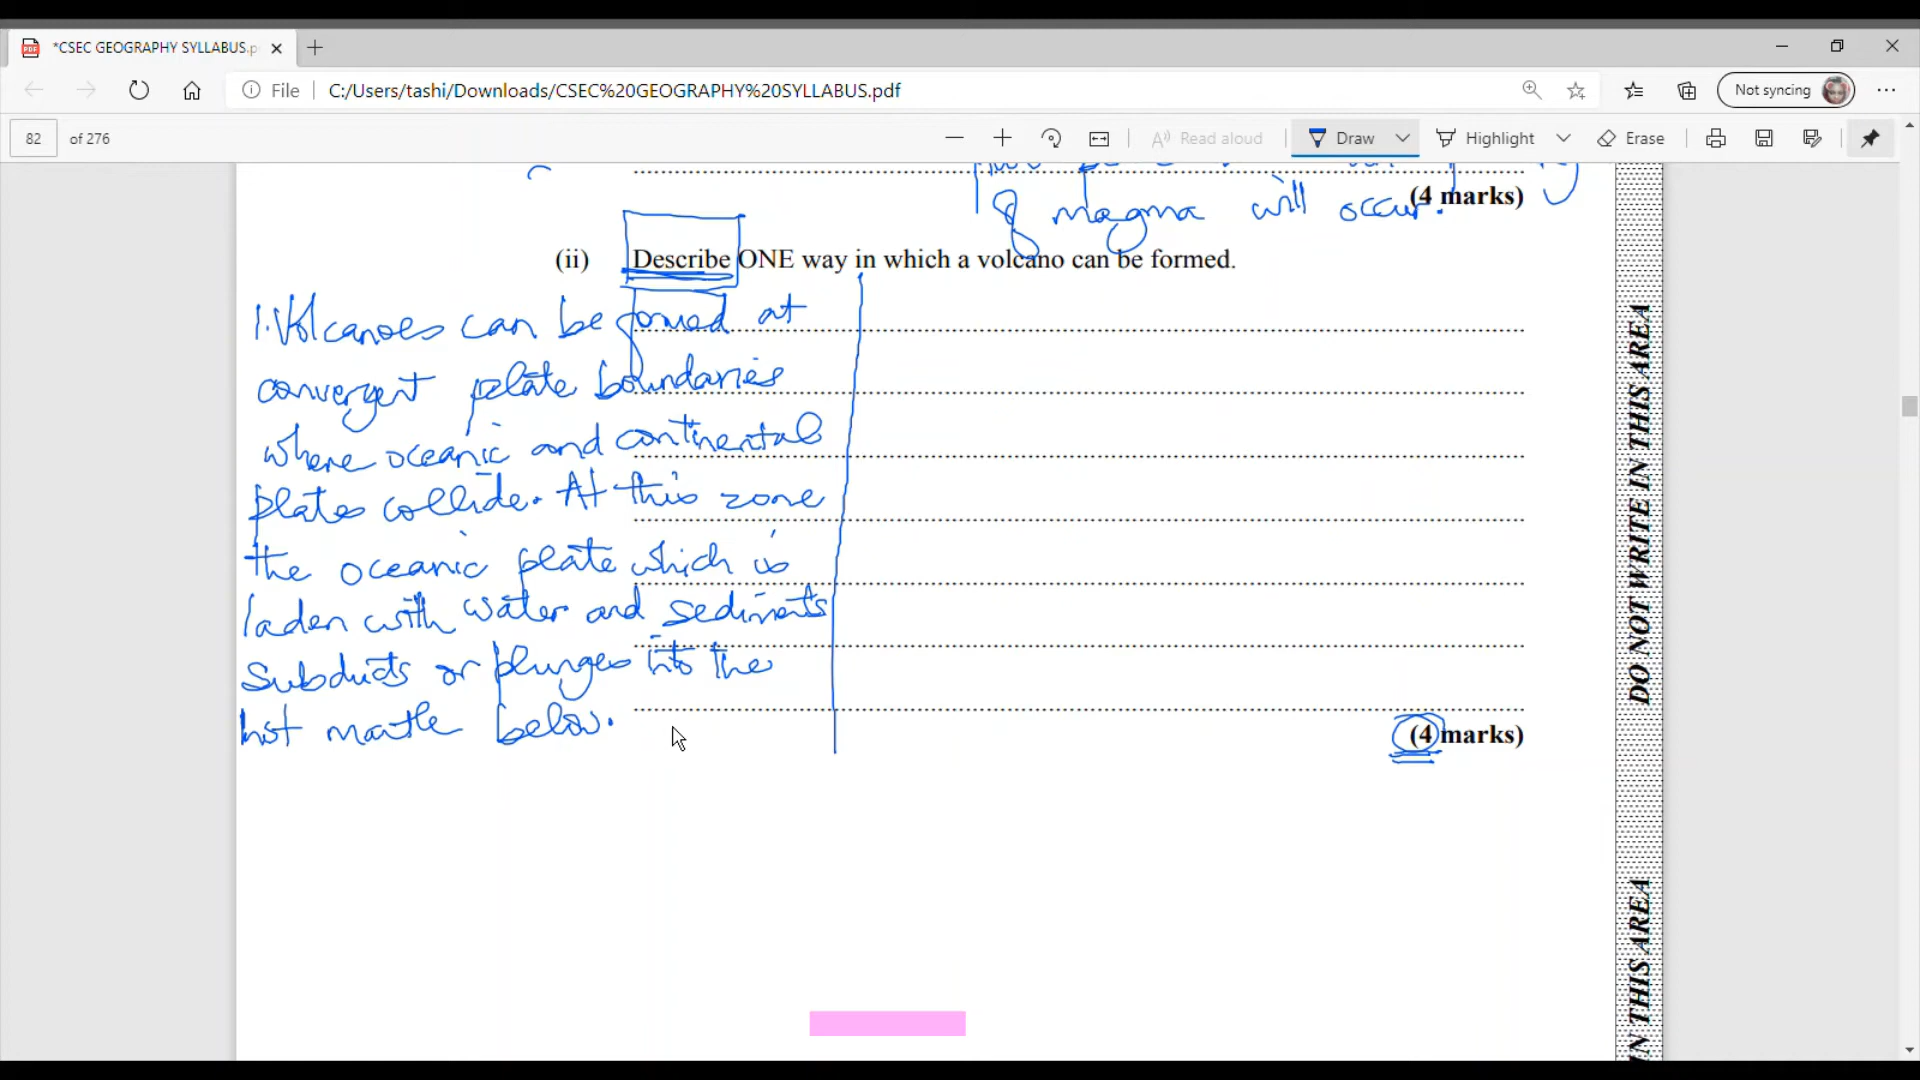 *CSEC GEOGRAPHY SYLLABUS.p
File
C:/Users/tashi/Downloads/CSEC%20GEOGRAPHY%20SYLLABUS.pdf
Not syncing
82 of 276
Read aloud
Draw
Highlight
Erase
of magma will occur.
(4 marks)
(ii) Describe ONE way in which a volcano can be formed.
1. Volcanoes can be formed at
convergent plate boundaries
where oceanic and continental
plates collide. At this zone
the oceanic plate which is
laden with water and sediments
subducts or plunges into the
hot mantle below.
(4 marks)
DO NOT WRITE IN THIS AREA
IN THIS AREA